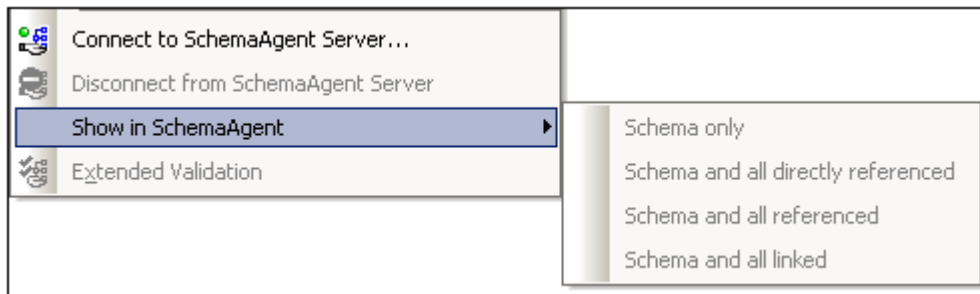 Connect to SchemaAgent Server...
Disconnect from SchemaAgent Server
Show in SchemaAgent
Extended Validation
Schema only
Schema and all directly referenced
Schema and all referenced
Schema and all linked